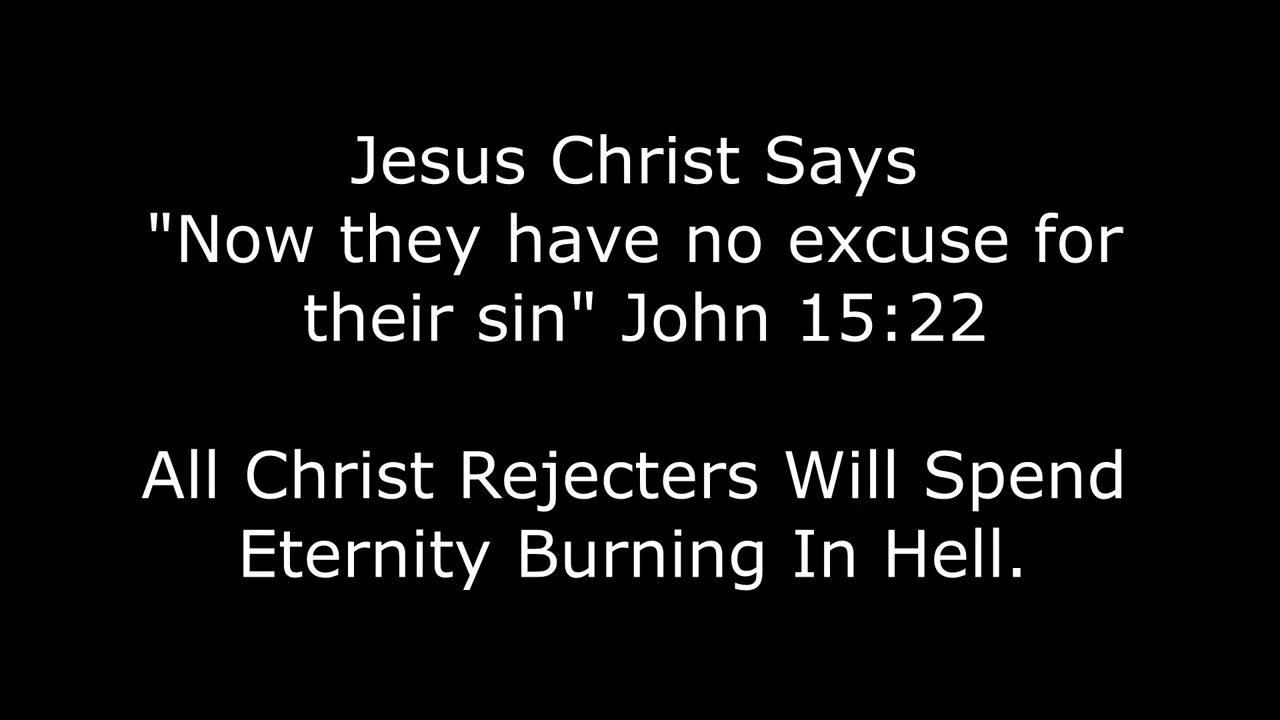 Jesus Christ Says
"Now they have no excuse for
their sin" John 15:22
All Christ Rejecters Will Spend
Eternity Burning In Hell.